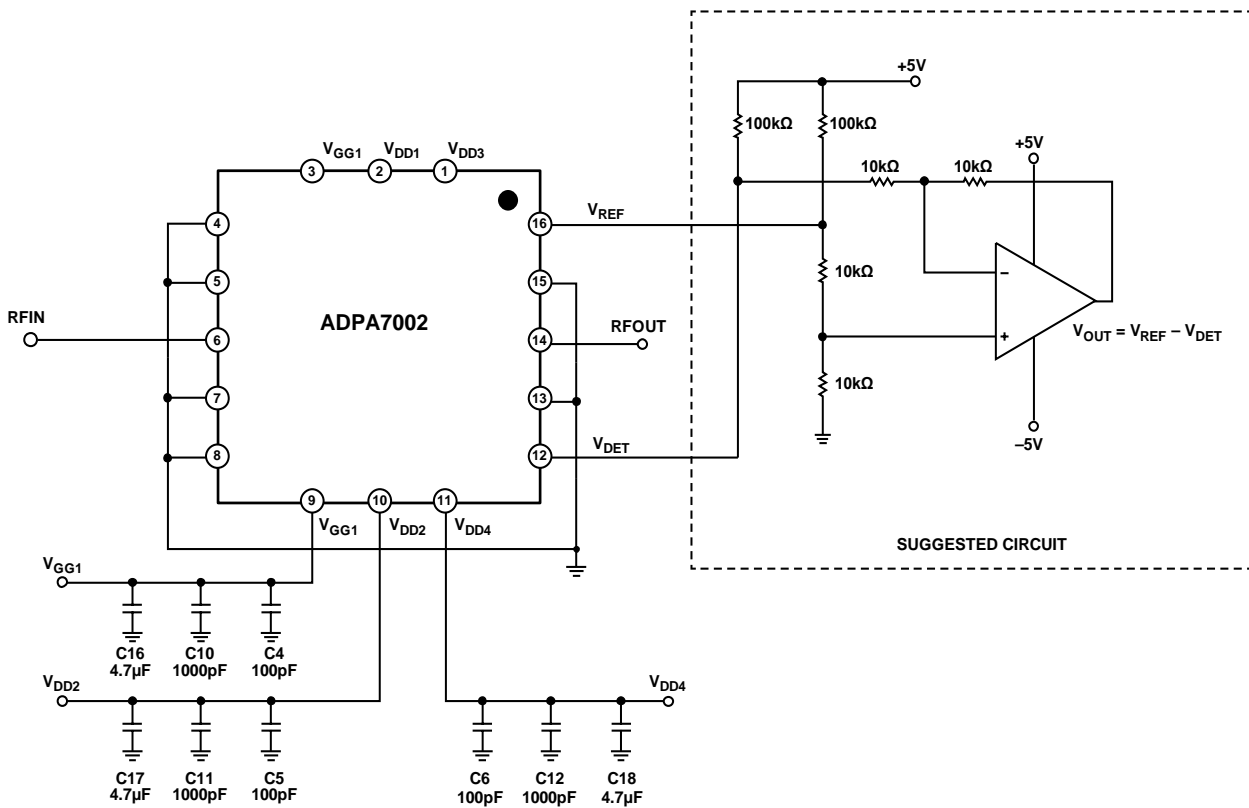 +5V
100kΩ
100kΩ
+5V
10kΩ
10kΩ
VGG1
VDD1
VDD3
3
2
1
4
16
VREF
5
15
10kΩ
–
ADPA7002
RFIN
RFOUT
6
14
+
VOUT = VREF – VDET
7
13
10kΩ
8
12
VDET
–5V
9
10
11
VGG1
VDD2
VDD4
SUGGESTED CIRCUIT
VGG1
C16
4.7µF
C10
1000pF
C4
100pF
VDD2
VDD4
C17
4.7µF
C11
1000pF
C5
100pF
C6
100pF
C12
1000pF
C18
4.7µF